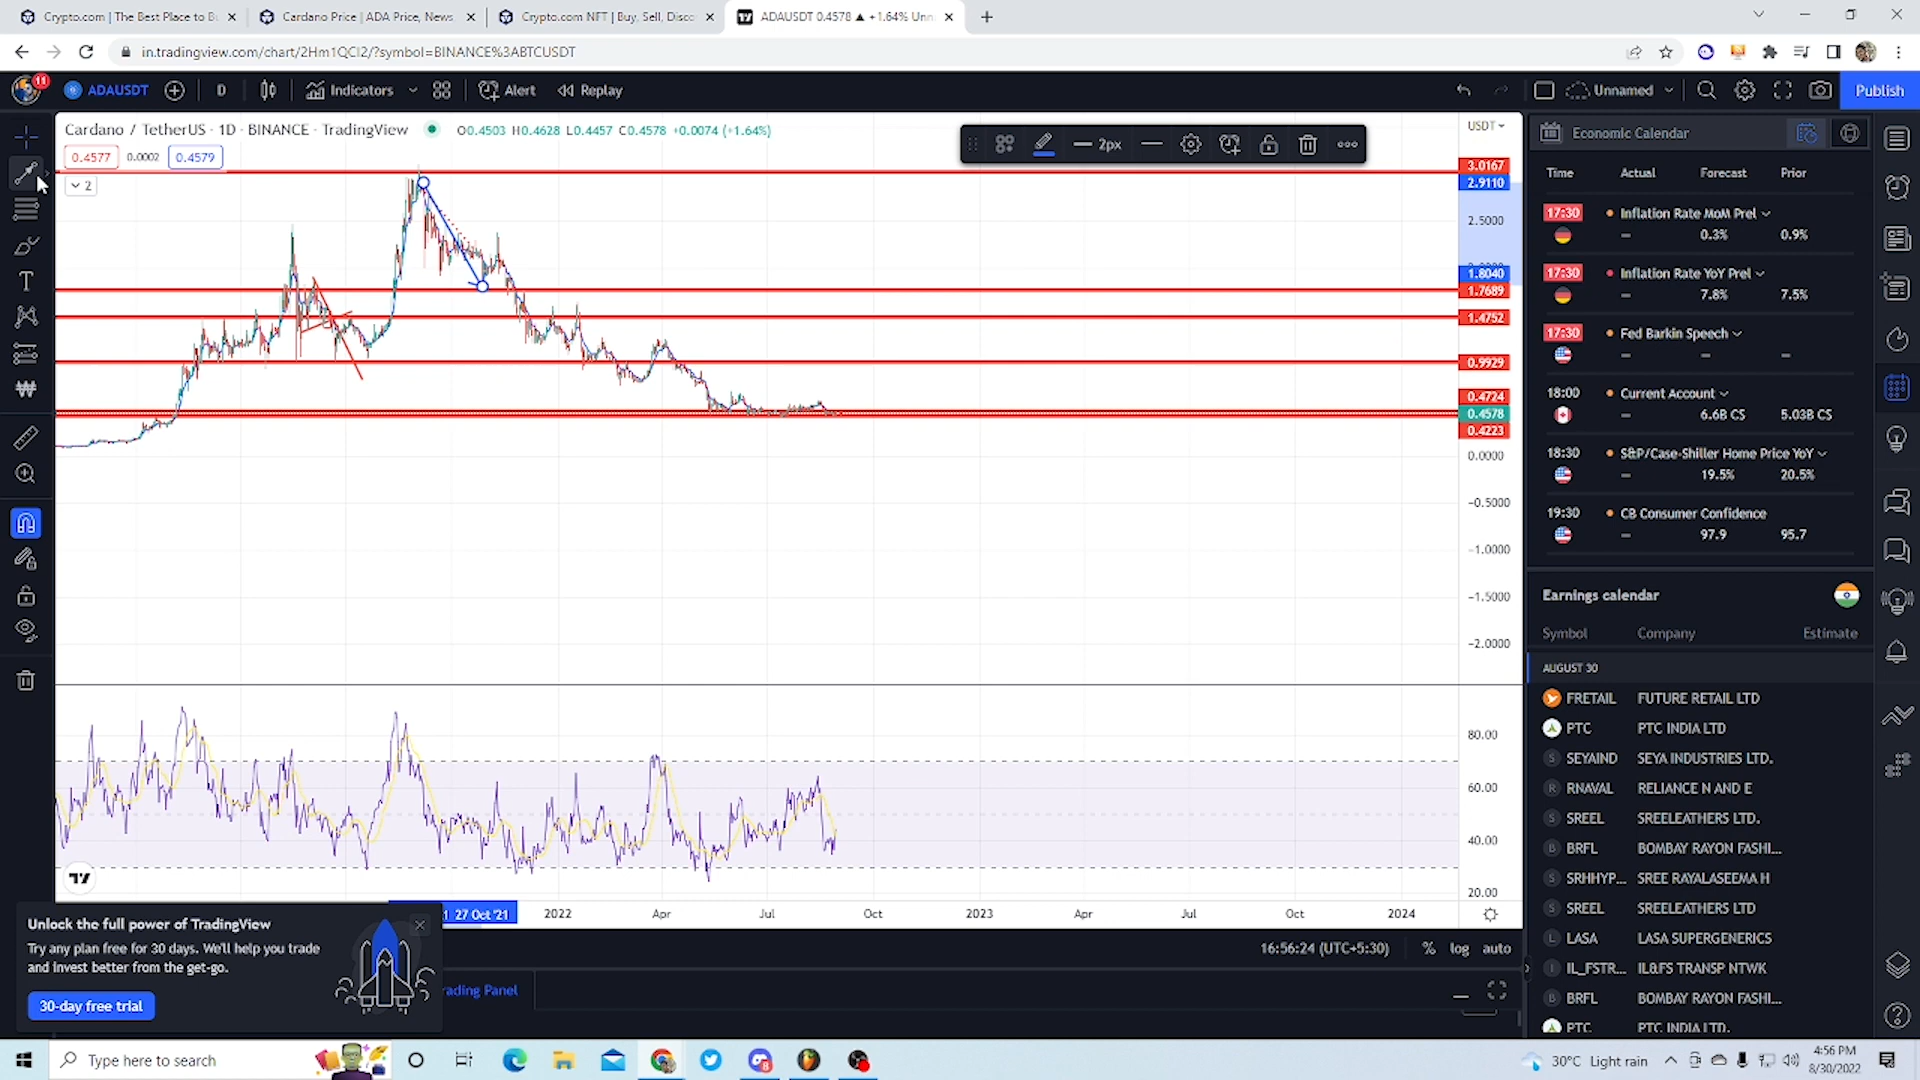 Crypto.com | The Best Place to B
Cardano Price | ADA Price, News
Crypto.com NFT | Buy, Sell, Disco
ADAUSDT 0.4578 ▲ +1.64% Unn
in.tradingview.com/chart/2Hm1QCI2/?symbol=BINANCE%3ABTCUSDT
11
ADAUSDT
D
Indicators
Alert
Replay
Unnamed
Publish
Cardano / TetherUS · 1D · BINANCE · TradingView
O0.4503 H0.4628 L0.4457 C0.4578 +0.0074 (+1.64%)
0.4577
0.0002
0.4579
2
2px
USDT
3.0167
2.9110
2.5000
1.8040
1.7689
1.4752
0.9929
0.4724
0.4578
0.4223
0.0000
−0.5000
−1.0000
−1.5000
−2.0000
80.00
60.00
40.00
20.00
27 Oct '21
2022
Apr
Jul
Oct
2023
Apr
Jul
Oct
2024
16:56:24 (UTC+5:30)
%
log
auto
Unlock the full power of TradingView
Try any plan free for 30 days. We'll help you trade
and invest better from the get-go.
30-day free trial
rading Panel
Economic Calendar
Time
Actual
Forecast
Prior
17:30
Inflation Rate MoM Prel
–
0.3%
0.9%
17:30
Inflation Rate YoY Prel
–
7.8%
7.5%
17:30
Fed Barkin Speech
–
–
–
18:00
Current Account
–
6.6B C$
5.03B C$
18:30
S&P/Case-Shiller Home Price YoY
–
19.5%
20.5%
19:30
CB Consumer Confidence
–
97.9
95.7
Earnings calendar
Symbol
Company
Estimate
AUGUST 30
FRETAIL FUTURE RETAIL LTD
PTC PTC INDIA LTD
S SEYAIND SEYA INDUSTRIES LTD.
R RNAVAL RELIANCE N AND E
S SREEL SREELEATHERS LTD.
B BRFL BOMBAY RAYON FASHI...
S SRHHYP... SREE RAYALASEEMA H
S SREEL SREELEATHERS LTD
L LASA LASA SUPERGENERICS
I IL_FSTR... IL&FS TRANSP NTWK
B BRFL BOMBAY RAYON FASHI...
PTC PTC INDIA LTD.
Type here to search
30°C Light rain
4:56 PM
8/30/2022